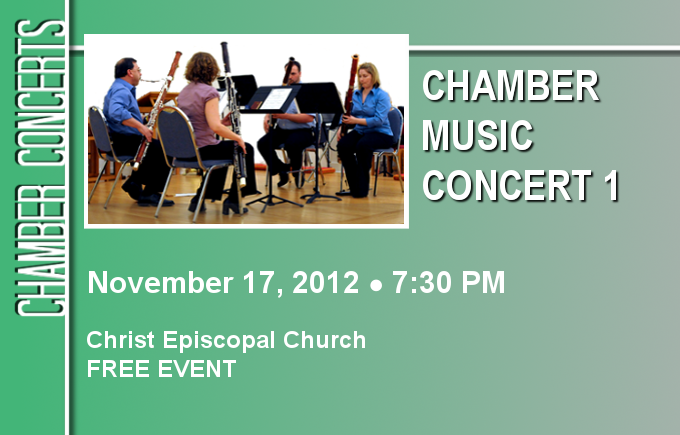 CHAMBER CONCERTS
CHAMBER
MUSIC
CONCERT 1
November 17, 2012 ● 7:30 PM
Christ Episcopal Church
FREE EVENT